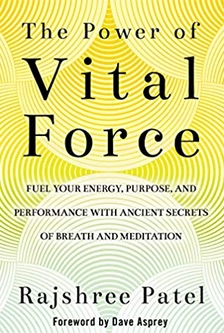 The Power of
Vital
Force
FUEL YOUR ENERGY, PURPOSE, AND
PERFORMANCE WITH ANCIENT SECRETS
OF BREATH AND MEDITATION
Rajshree Patel
Foreword by Dave Asprey